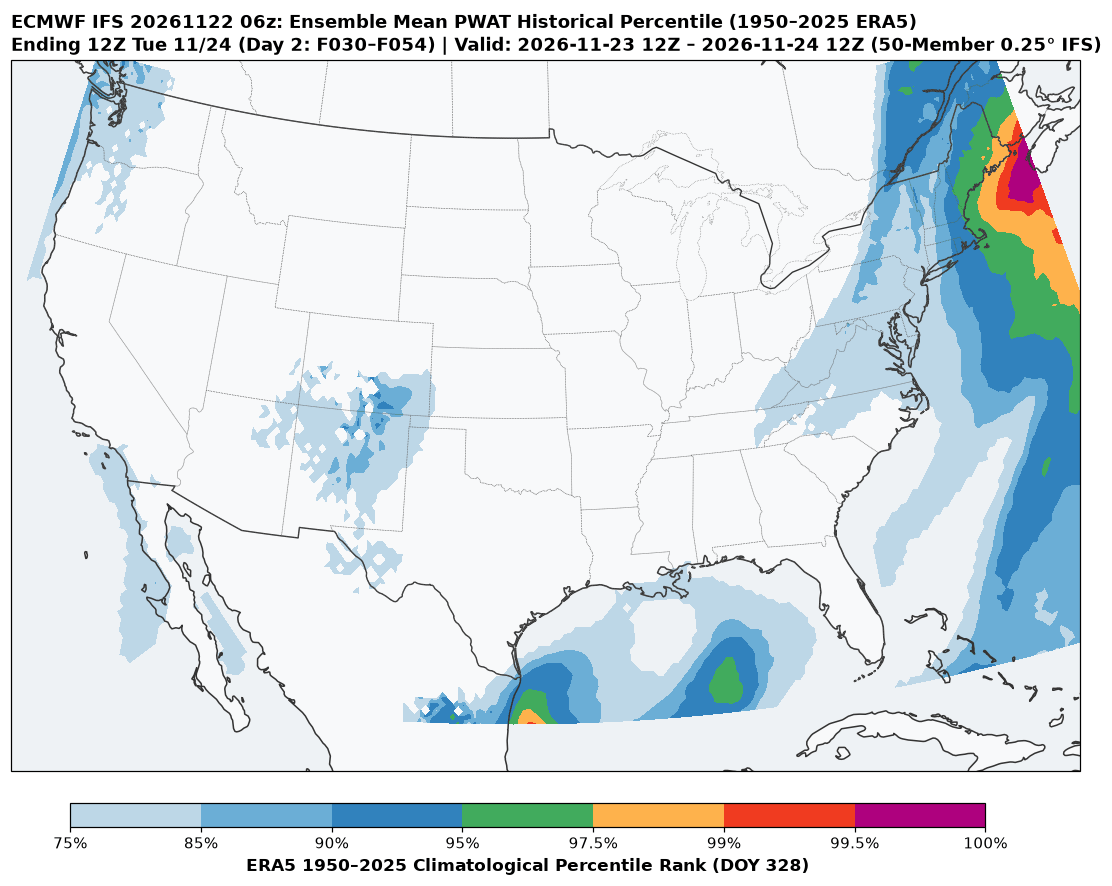 ECMWF IFS 20261122 06z: Ensemble Mean PWAT Historical Percentile (1950–2025 ERA5)
Ending 12Z Tue 11/24 (Day 2: F030–F054) | Valid: 2026-11-23 12Z – 2026-11-24 12Z (50-Member 0.25° IFS)
75% 85% 90% 95% 97.5% 99% 99.5% 100%
ERA5 1950–2025 Climatological Percentile Rank (DOY 328)